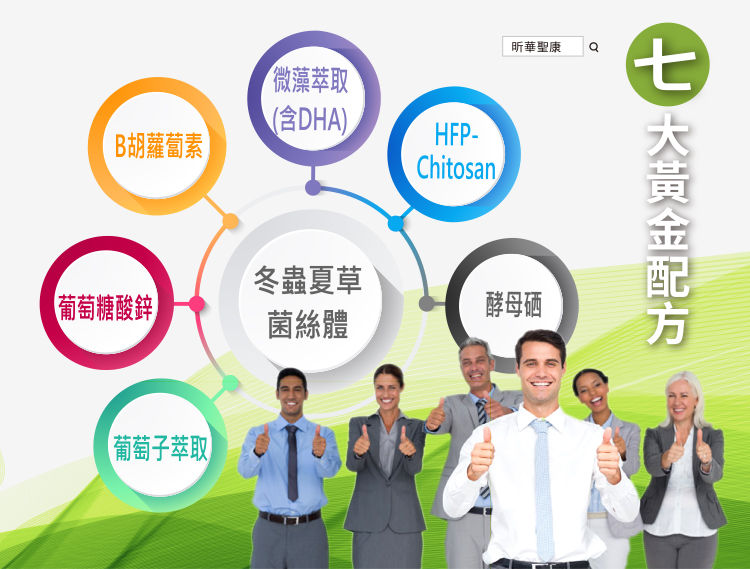 昕華聖康
七
大黃金配方
微藻萃取
(含DHA)
HFP-
Chitosan
B胡蘿蔔素
冬蟲夏草
菌絲體
酵母硒
葡萄糖酸鋅
葡萄子萃取